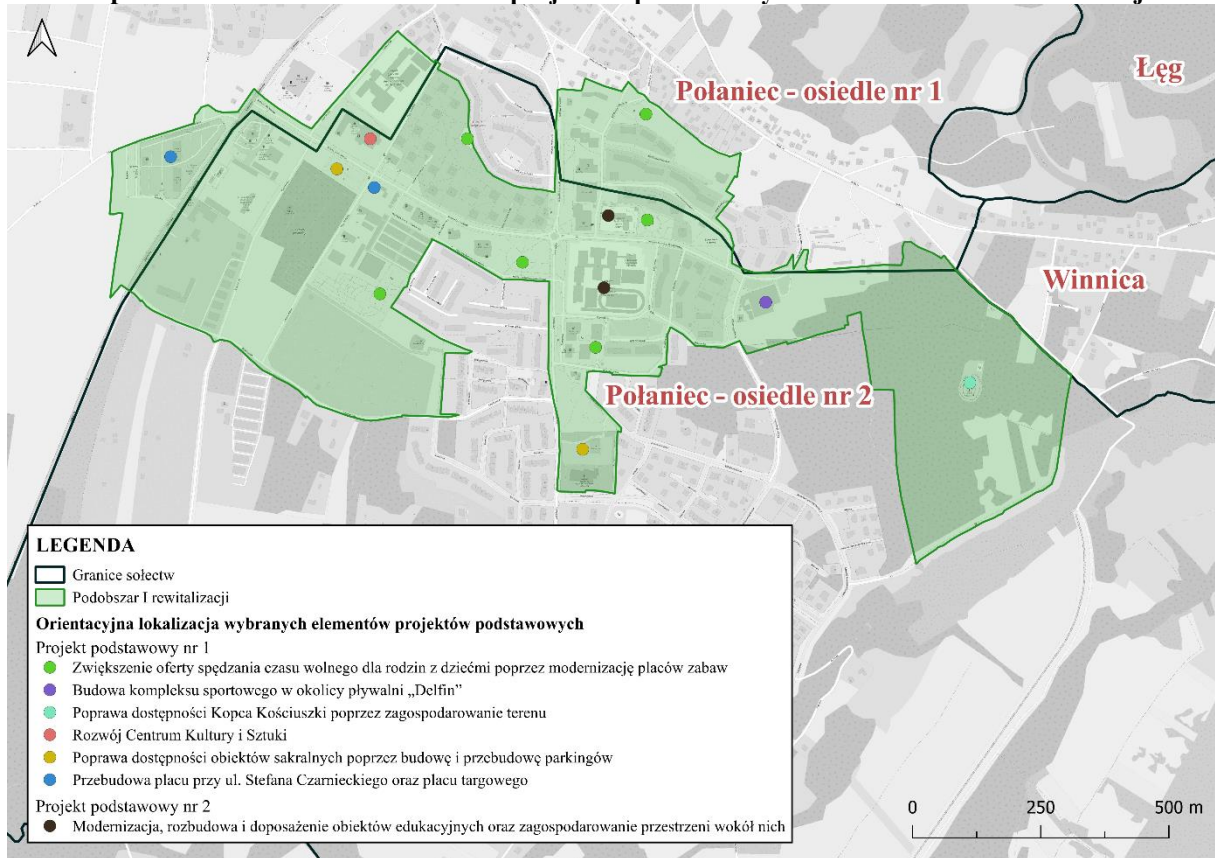 Połaniec - osiedle nr 1
Łęg
Winnica
Połaniec - osiedle nr 2
LEGENDA
Granice sołectw
Podobszar I rewitalizacji
Orientacyjna lokalizacja wybranych elementów projektów podstawowych
Projekt podstawowy nr 1
Zwiększenie oferty spędzania czasu wolnego dla rodzin z dziećmi poprzez modernizację placów zabaw
Budowa kompleksu sportowego w okolicy pływalni „Delfin”
Poprawa dostępności Kopca Kościuszki poprzez zagospodarowanie terenu
Rozwój Centrum Kultury i Sztuki
Poprawa dostępności obiektów sakralnych poprzez budowę i przebudowę parkingów
Przebudowa placu przy ul. Stefana Czarnieckiego oraz placu targowego
Projekt podstawowy nr 2
Modernizacja, rozbudowa i doposażenie obiektów edukacyjnych oraz zagospodarowanie przestrzeni wokół nich
0 250 500 m